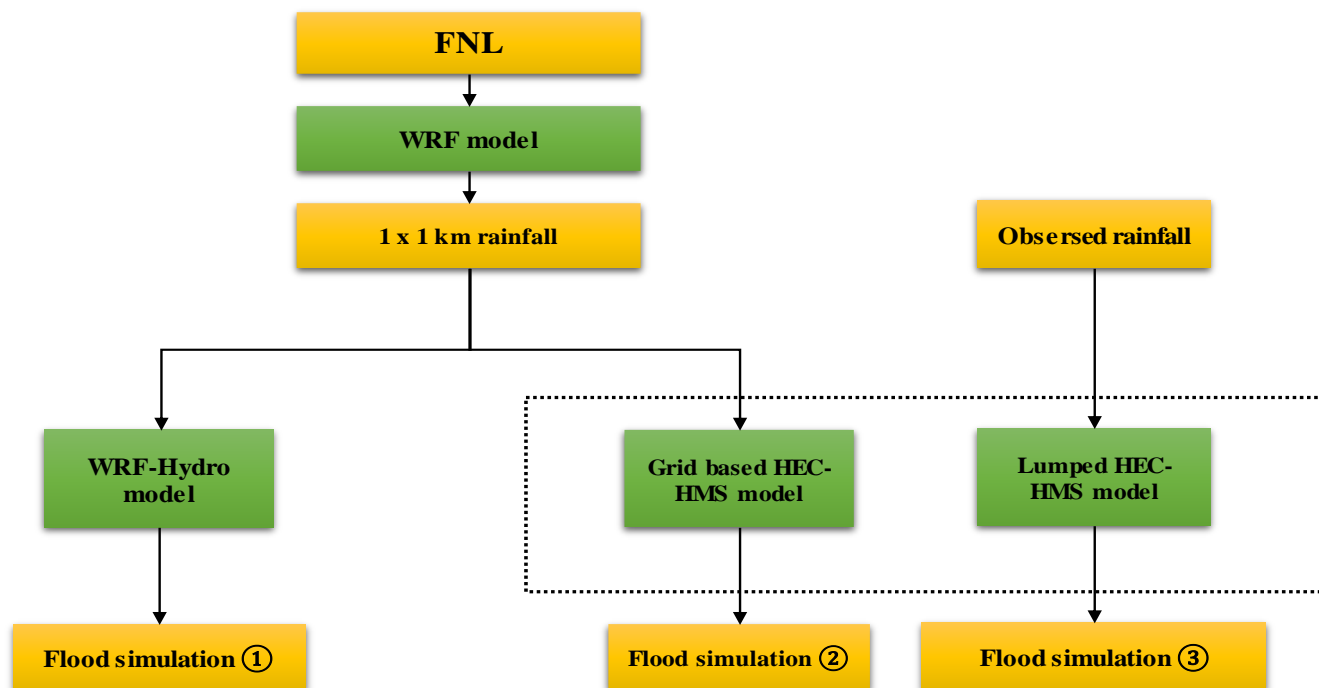 FNL
WRF model
1 x 1 km rainfall
Obsersed rainfall
WRF-Hydro
model
Grid based HEC-
HMS model
Lumped HEC-
HMS model
Flood simulation ①
Flood simulation ②
Flood simulation ③